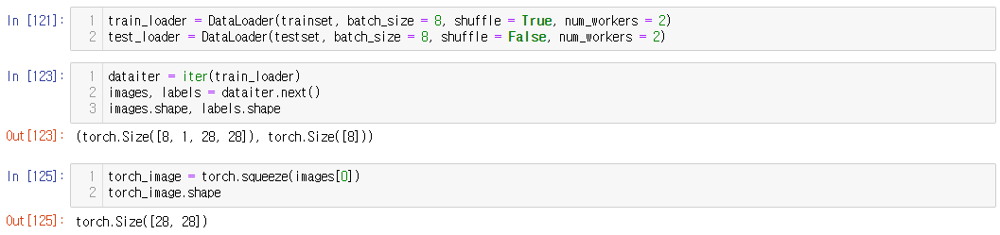 In [121]:
1 train_loader = DataLoader(trainset, batch_size = 8, shuffle = True, num_workers = 2)
2 test_loader = DataLoader(testset, batch_size = 8, shuffle = False, num_workers = 2)
In [123]:
1 dataiter = iter(train_loader)
2 images, labels = dataiter.next()
3 images.shape, labels.shape
Out[123]: (torch.Size([8, 1, 28, 28]), torch.Size([8]))
In [125]:
1 torch_image = torch.squeeze(images[0])
2 torch_image.shape
Out[125]: torch.Size([28, 28])